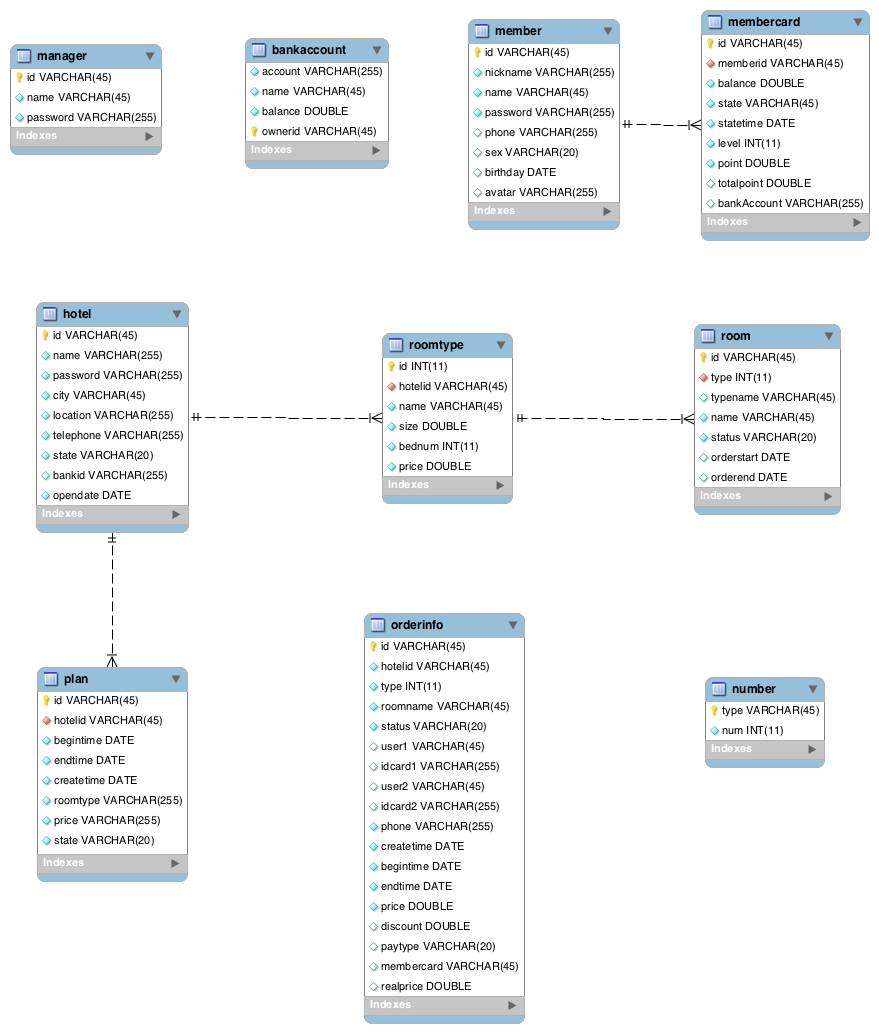 manager
id VARCHAR(45)
name VARCHAR(45)
password VARCHAR(255)
Indexes
bankaccount
account VARCHAR(255)
name VARCHAR(45)
balance DOUBLE
ownerid VARCHAR(45)
Indexes
member
id VARCHAR(45)
nickname VARCHAR(255)
name VARCHAR(45)
password VARCHAR(255)
phone VARCHAR(255)
sex VARCHAR(20)
birthday DATE
avatar VARCHAR(255)
Indexes
membercard
id VARCHAR(45)
memberid VARCHAR(45)
balance DOUBLE
state VARCHAR(45)
statetime DATE
level INT(11)
point DOUBLE
totalpoint DOUBLE
bankAccount VARCHAR(255)
Indexes
hotel
id VARCHAR(45)
name VARCHAR(255)
password VARCHAR(255)
city VARCHAR(45)
location VARCHAR(255)
telephone VARCHAR(255)
state VARCHAR(20)
bankid VARCHAR(255)
opendate DATE
Indexes
roomtype
id INT(11)
hotelid VARCHAR(45)
name VARCHAR(45)
size DOUBLE
bednum INT(11)
price DOUBLE
Indexes
room
id VARCHAR(45)
type INT(11)
typename VARCHAR(45)
name VARCHAR(45)
status VARCHAR(20)
orderstart DATE
orderend DATE
Indexes
plan
id VARCHAR(45)
hotelid VARCHAR(45)
begintime DATE
endtime DATE
createtime DATE
roomtype VARCHAR(255)
price VARCHAR(255)
state VARCHAR(20)
Indexes
orderinfo
id VARCHAR(45)
hotelid VARCHAR(45)
type INT(11)
roomname VARCHAR(45)
status VARCHAR(20)
user1 VARCHAR(45)
idcard1 VARCHAR(255)
user2 VARCHAR(45)
idcard2 VARCHAR(255)
phone VARCHAR(255)
createtime DATE
begintime DATE
endtime DATE
price DOUBLE
discount DOUBLE
paytype VARCHAR(20)
membercard VARCHAR(45)
realprice DOUBLE
Indexes
number
type VARCHAR(45)
num INT(11)
Indexes